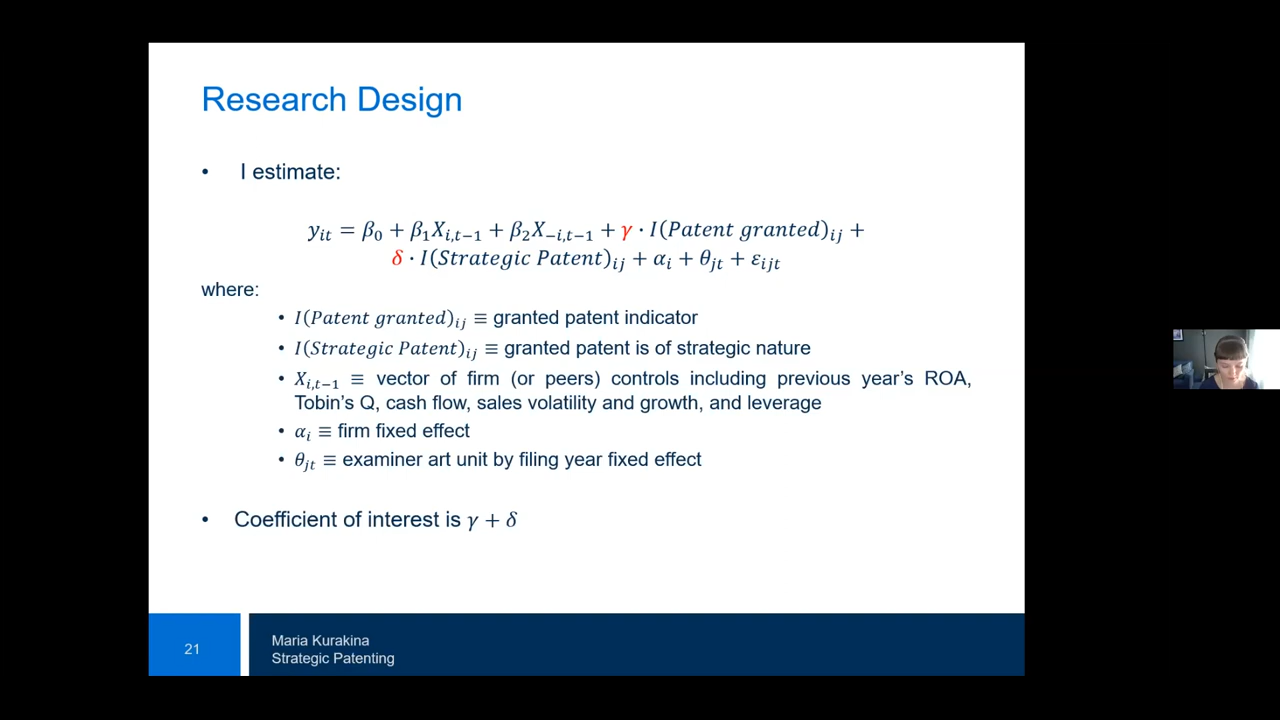 Research Design
• I estimate:
𝑦ᵢₜ = β₀ + β₁Xᵢ,ₜ₋₁ + β₂X₋ᵢ,ₜ₋₁ + γ · I(Patent granted)ᵢⱼ +
δ · I(Strategic Patent)ᵢⱼ + αᵢ + θⱼₜ + εᵢⱼₜ
where:
• I(Patent granted)ᵢⱼ ≡ granted patent indicator
• I(Strategic Patent)ᵢⱼ ≡ granted patent is of strategic nature
• Xᵢ,ₜ₋₁ ≡ vector of firm (or peers) controls including previous year’s ROA,
Tobin’s Q, cash flow, sales volatility and growth, and leverage
• αᵢ ≡ firm fixed effect
• θⱼₜ ≡ examiner art unit by filing year fixed effect
• Coefficient of interest is γ + δ
21
Maria Kurakina
Strategic Patenting